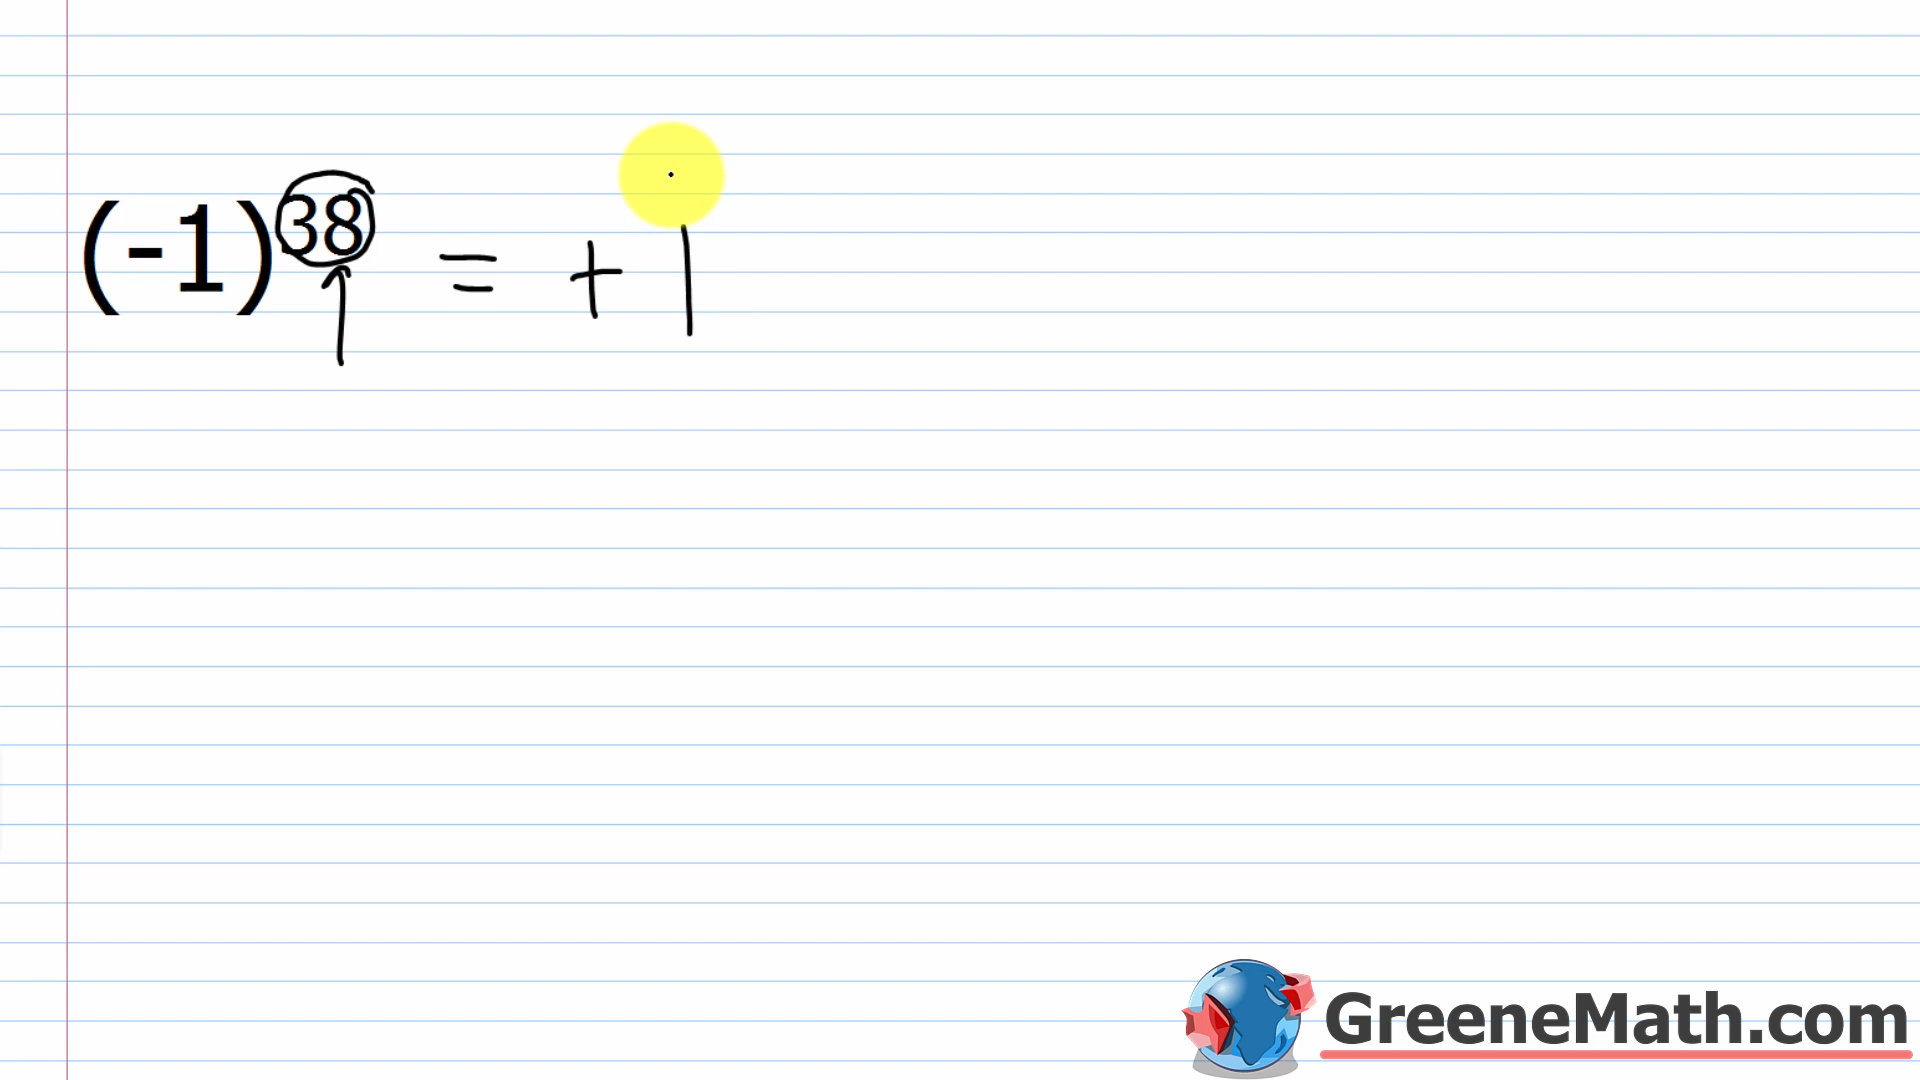 (-1)³⁸ = + 1
GreeneMath.com